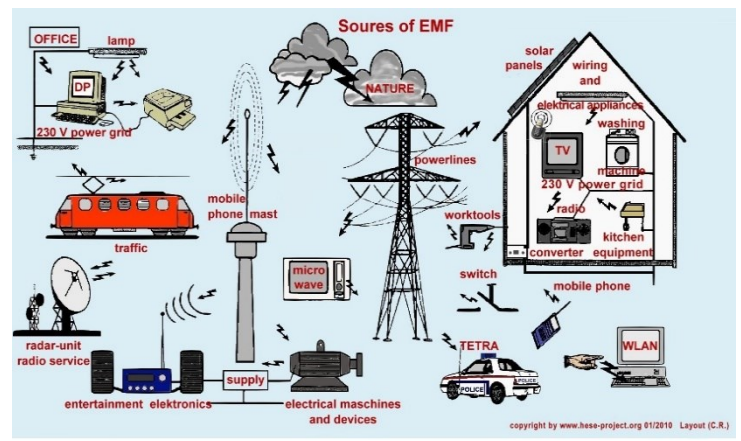 Soures of EMF
OFFICE
lamp
DP
230 V power grid
NATURE
solar
panels
wiring
and
elektrical appliances
washing
machine
TV
230 V power grid
radio
converter
kitchen
equipment
powerlines
mobile
phone mast
traffic
worktools
micro
wave
switch
mobile phone
radar-unit
radio service
TETRA
POLICE
POLICE
WLAN
supply
entertainment elektronics
electrical maschines
and devices
copyright by www.hese-project.org 01/2010 Layout (C.R.)